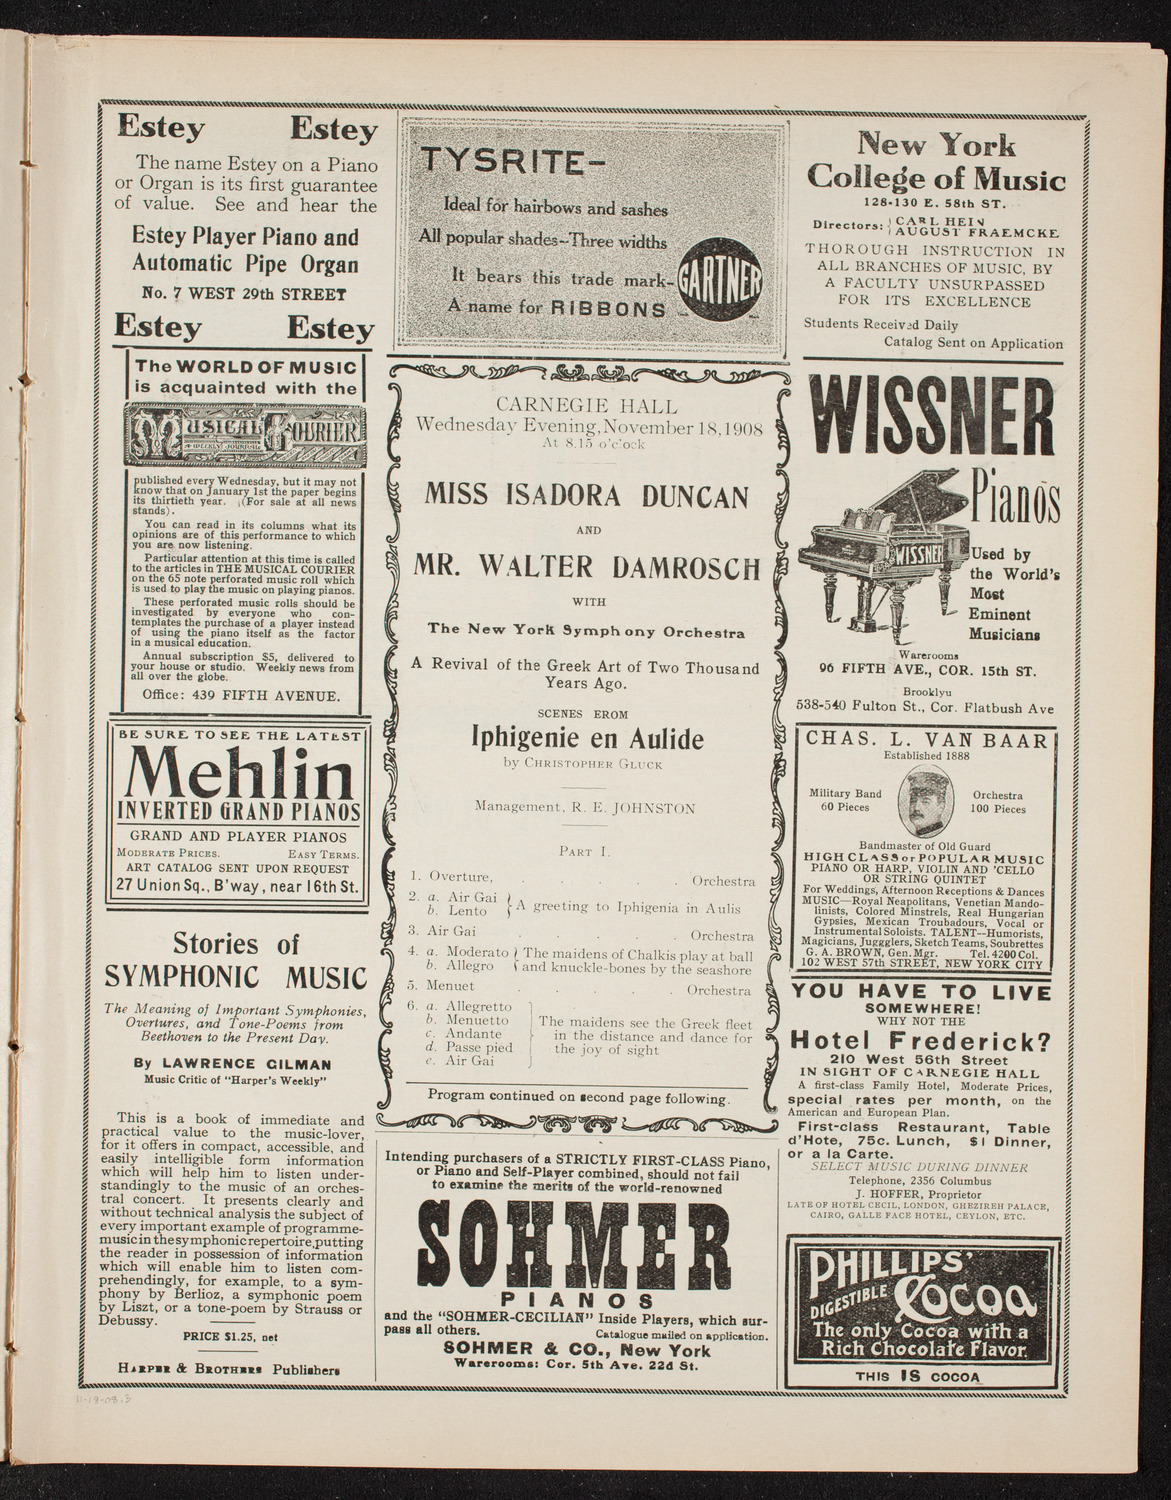 Estey Estey
The name Estey on a Piano
or Organ is its first guarantee
of value. See and hear the
Estey Player Piano and
Automatic Pipe Organ
No. 7 WEST 29th STREET
Estey Estey
The WORLD OF MUSIC
is acquainted with the
MUSICAL COURIER
A WEEKLY JOURNAL
published every Wednesday, but it may not
know that on January 1st the paper begins
its thirtieth year. (For sale at all news
stands).
You can read in its columns what its
opinions are of this performance to which
you are now listening.
Particular attention at this time is called
to the articles in THE MUSICAL COURIER
on the 65 note perforated music roll which
is used to play the music on playing pianos.
These perforated music rolls should be
investigated by everyone who con-
templates the purchase of a player instead
of using the piano itself as the factor
in a musical education.
Annual subscription $5, delivered to
your house or studio. Weekly news from
all over the globe.
Office: 439 FIFTH AVENUE.
BE SURE TO SEE THE LATEST
Mehlin
INVERTED GRAND PIANOS
GRAND AND PLAYER PIANOS
MODERATE PRICES. EASY TERMS.
ART CATALOG SENT UPON REQUEST
27 Union Sq., B'way, near 16th St.
Stories of
SYMPHONIC MUSIC
The Meaning of Important Symphonies,
Overtures, and Tone-Poems from
Beethoven to the Present Day.
By LAWRENCE GILMAN
Music Critic of "Harper's Weekly"
This is a book of immediate and
practical value to the music-lover,
for it offers in compact, accessible, and
easily intelligible form information
which will help him to listen under-
standingly to the music of an orches-
tral concert. It presents clearly and
without technical analysis the subject of
every important example of programme-
music in the symphonic repertoire, putting
the reader in possession of information
which will enable him to listen com-
prehendingly, for example, to a sym-
phony by Berlioz, a symphonic poem
by Liszt, or a tone-poem by Strauss or
Debussy.
PRICE $1.25, net
HARPER & BROTHERS Publishers
TYSRITE-
Ideal for hairbows and sashes
All popular shades--Three widths
It bears this trade mark-
A name for RIBBONS
GARTNER
CARNEGIE HALL
Wednesday Evening, November 18, 1908
At 8.15 o'c'ock
MISS ISADORA DUNCAN
AND
MR. WALTER DAMROSCH
WITH
The New York Symphony Orchestra
A Revival of the Greek Art of Two Thousand
Years Ago.
SCENES EROM
Iphigenie en Aulide
by CHRISTOPHER GLUCK
Management, R. E. JOHNSTON
PART I.
1. Overture, . . . . Orchestra
2. a. Air Gai
b. Lento } A greeting to Iphigenia in Aulis
3. Air Gai . . . . Orchestra
4. a. Moderato } The maidens of Chalkis play at ball
b. Allegro { and knuckle-bones by the seashore
5. Menuet . . . . Orchestra
6. a. Allegretto
b. Menuetto The maidens see the Greek fleet
c. Andante in the distance and dance for
d. Passe pied the joy of sight
e. Air Gai
Program continued on second page following.
Intending purchasers of a STRICTLY FIRST-CLASS Piano,
or Piano and Self-Player combined, should not fail
to examine the merits of the world-renowned
SOHMER
PIANOS
and the "SOHMER-CECILIAN" Inside Players, which sur-
pass all others. Catalogue mailed on application.
SOHMER & CO., New York
Warerooms: Cor. 5th Ave. 22d St.
New York
College of Music
128-130 E. 58th ST.
Directors: { CARL HEIN
AUGUST FRAEMCKE
THOROUGH INSTRUCTION IN
ALL BRANCHES OF MUSIC, BY
A FACULTY UNSURPASSED
FOR ITS EXCELLENCE
Students Received Daily
Catalog Sent on Application
WISSNER
Pianos
WISSNER
Used by
the World's
Most
Eminent
Musicians
Warerooms
96 FIFTH AVE., COR. 15th ST.
Brooklyn
538-540 Fulton St., Cor. Flatbush Ave
CHAS. L. VAN BAAR
Established 1888
Military Band
60 Pieces
Orchestra
100 Pieces
Bandmaster of Old Guard
HIGH CLASS or POPULAR MUSIC
PIANO OR HARP, VIOLIN AND 'CELLO
OR STRING QUINTET
For Weddings, Afternoon Receptions & Dances
MUSIC—Royal Neapolitans, Venetian Mando-
linists, Colored Minstrels, Real Hungarian
Gypsies, Mexican Troubadours, Vocal or
Instrumental Soloists. TALENT--Humorists,
Magicians, Juggglers, Sketch Teams, Soubrettes
G. A. BROWN, Gen. Mgr. Tel. 4200 Col.
102 WEST 57th STREET, NEW YORK CITY
YOU HAVE TO LIVE
SOMEWHERE!
WHY NOT THE
Hotel Frederick?
210 West 56th Street
IN SIGHT OF CARNEGIE HALL
A first-class Family Hotel, Moderate Prices,
special rates per month, on the
American and European Plan.
First-class Restaurant, Table
d'Hote, 75c. Lunch, $1 Dinner,
or a la Carte.
SELECT MUSIC DURING DINNER
Telephone, 2356 Columbus
J. HOFFER, Proprietor
LATE OF HOTEL CECIL, LONDON, GHEZIREH PALACE,
CAIRO, GALLE FACE HOTEL, CEYLON, ETC.
PHILLIPS'
DIGESTIBLE Cocoa
The only Cocoa with a
Rich Chocolate Flavor.
THIS IS COCOA
11-18-08.3